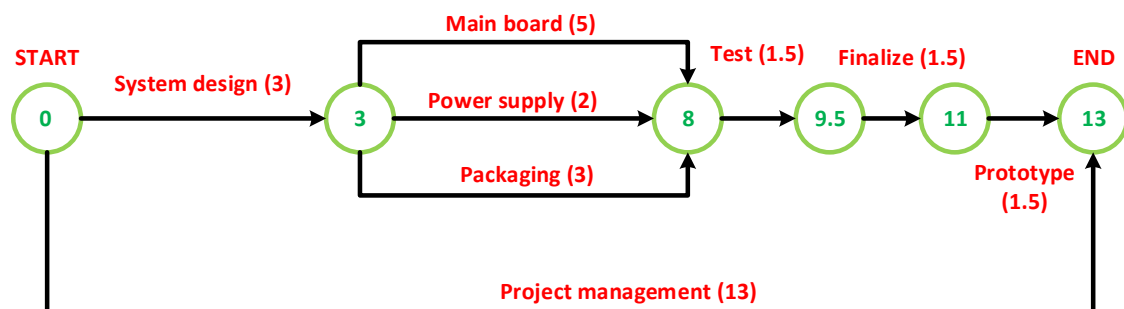 Main board (5)
START
Test (1.5)
Finalize (1.5)
END
System design (3)
Power supply (2)
0
3
8
9.5
11
13
Packaging (3)
Prototype
(1.5)
Project management (13)